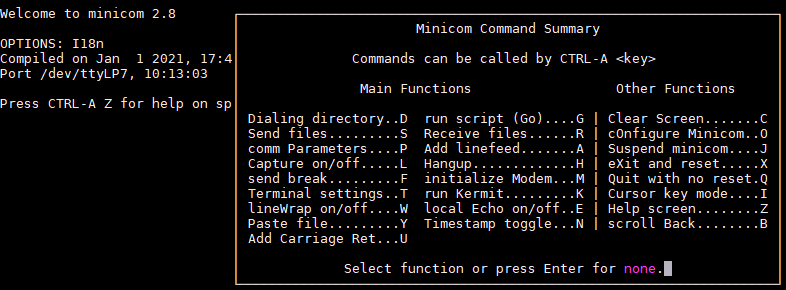 Welcome to minicom 2.8
OPTIONS: I18n
Compiled on Jan  1 2021, 17:4
Port /dev/ttyLP7, 10:13:03
Press CTRL-A Z for help on sp
Minicom Command Summary
Commands can be called by CTRL-A <key>
Main Functions                  Other Functions
Dialing directory..D  run script (Go)....G | Clear Screen.......C
Send files.........S  Receive files......R | cOnfigure Minicom..O
comm Parameters....P  Add linefeed.......A | Suspend minicom....J
Capture on/off.....L  Hangup.............H | eXit and reset.....X
send break.........F  initialize Modem...M | Quit with no reset.Q
Terminal settings..T  run Kermit.........K | Cursor key mode....I
lineWrap on/off....W  local Echo on/off..E | Help screen........Z
Paste file.........Y  Timestamp toggle...N | scroll Back........B
Add Carriage Ret...U
Select function or press Enter for none.